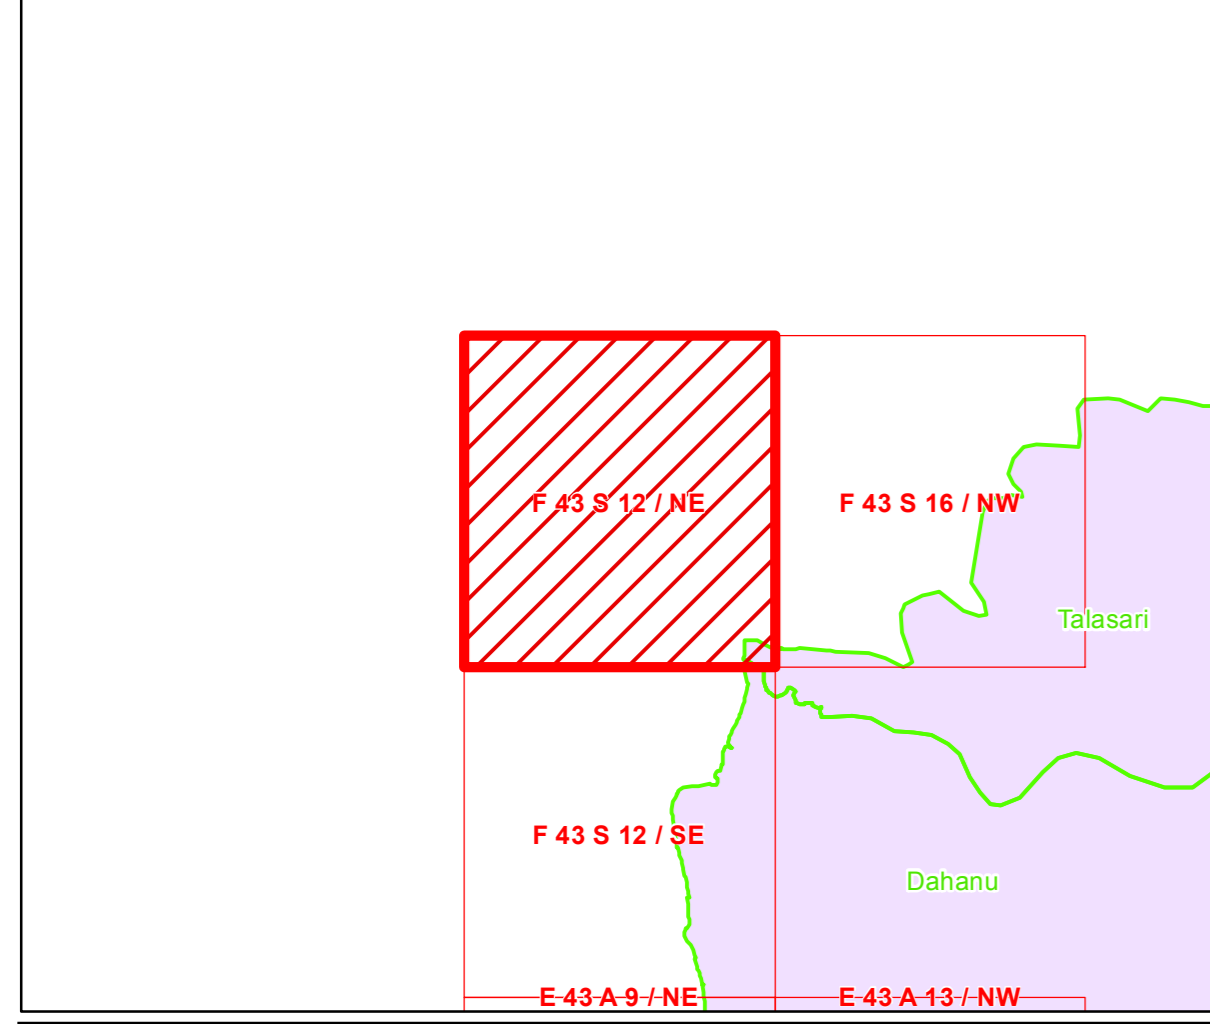 F 43 S 12 / NE
F 43 S 16 / NW
Talasari
F 43 S 12 / SE
Dahanu
E 43 A 9 / NE
E 43 A 13 / NW